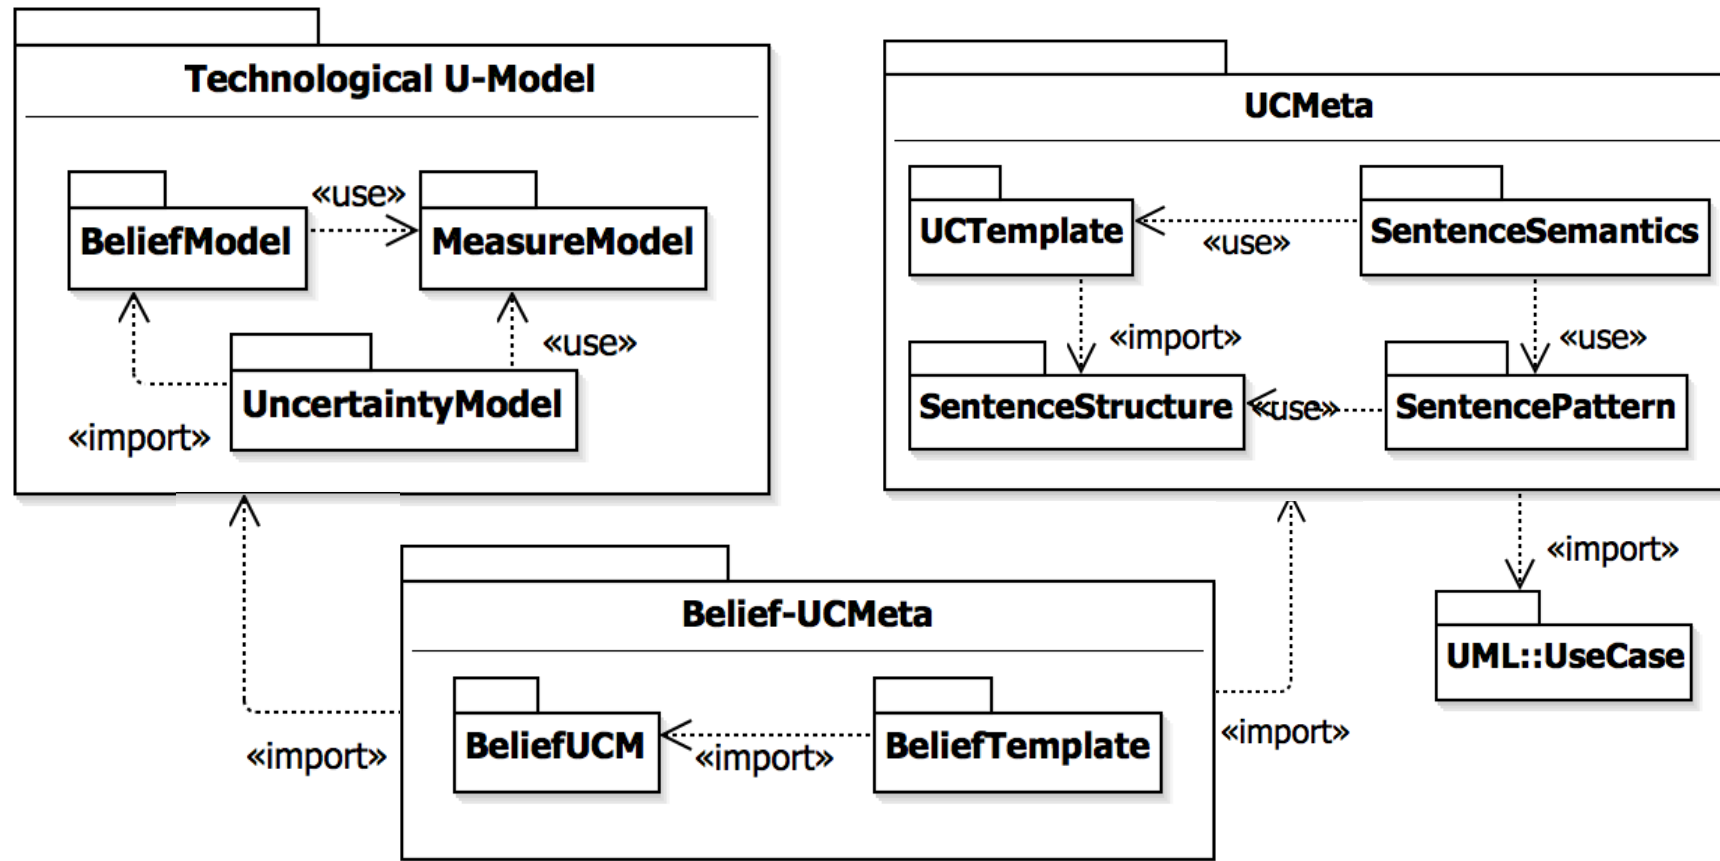 Technological U-Model
«use»
BeliefModel
MeasureModel
«use»
UncertaintyModel
«import»
UCMeta
UCTemplate
«use»
SentenceSemantics
«import»
«use»
SentenceStructure
«use»
SentencePattern
«import»
UML::UseCase
Belief-UCMeta
BeliefUCM
«import»
BeliefTemplate
«import»
«import»